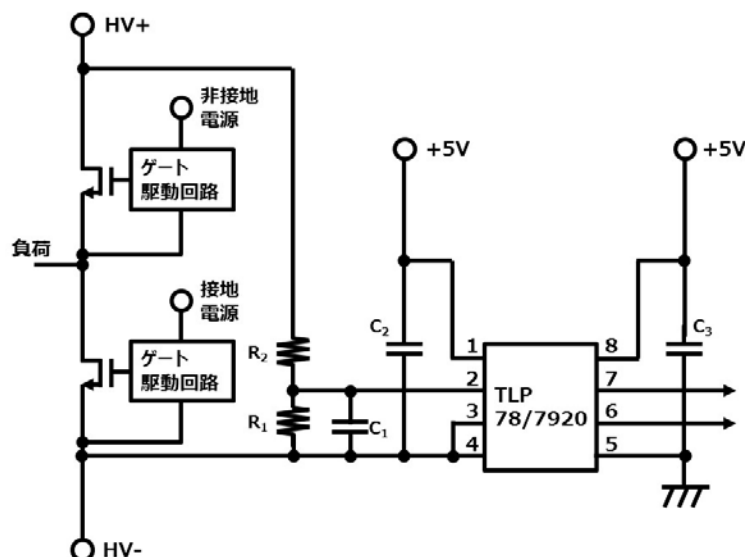 HV+
非接地
電源
ゲート
駆動回路
負荷
接地
電源
ゲート
駆動回路
HV-
R2
R1
C1
+5V
C2
1
2
3
4
TLP
78/7920
8
7
6
5
+5V
C3